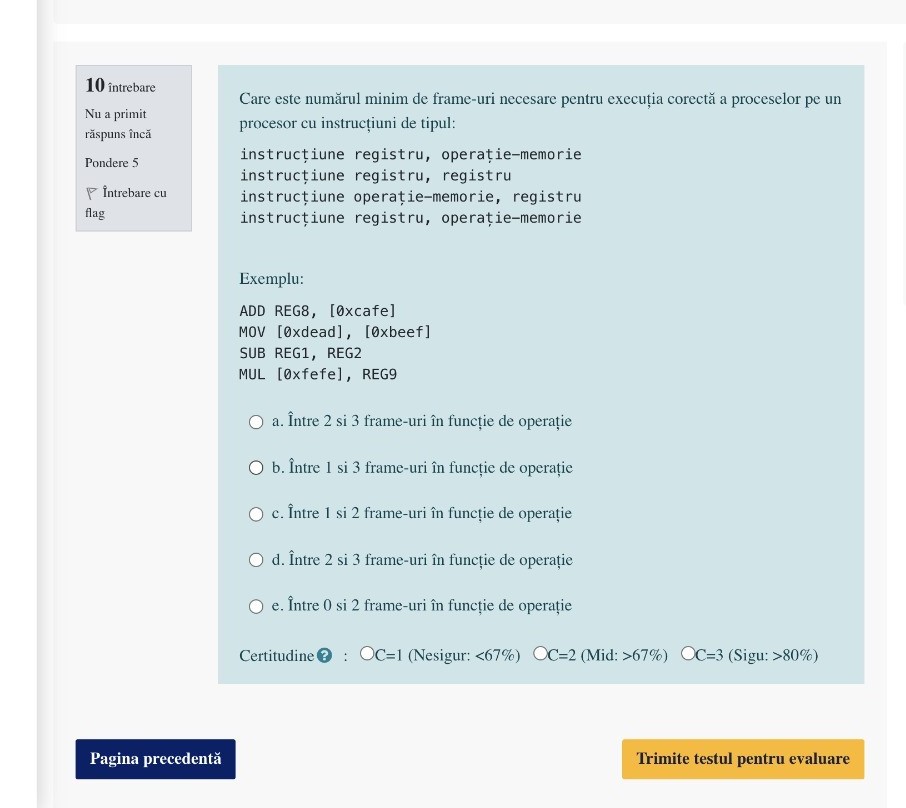 10 întrebare
Nu a primit
răspuns încă
Pondere 5
Întrebare cu
flag
Care este numărul minim de frame-uri necesare pentru execuția corectă a proceselor pe un
procesor cu instrucțiuni de tipul:
instrucțiune registru, operație-memorie
instrucțiune registru, registru
instrucțiune operație-memorie, registru
instrucțiune registru, operație-memorie
Exemplu:
ADD REG8, [0xcafe]
MOV [0xdead], [0xbeef]
SUB REG1, REG2
MUL [0xfefe], REG9
a. Între 2 si 3 frame-uri în funcție de operație
b. Între 1 si 3 frame-uri în funcție de operație
c. Între 1 si 2 frame-uri în funcție de operație
d. Între 2 si 3 frame-uri în funcție de operație
e. Între 0 si 2 frame-uri în funcție de operație
Certitudine ? : C=1 (Nesigur: <67%) C=2 (Mid: >67%) C=3 (Sigu: >80%)
Pagina precedentă
Trimite testul pentru evaluare